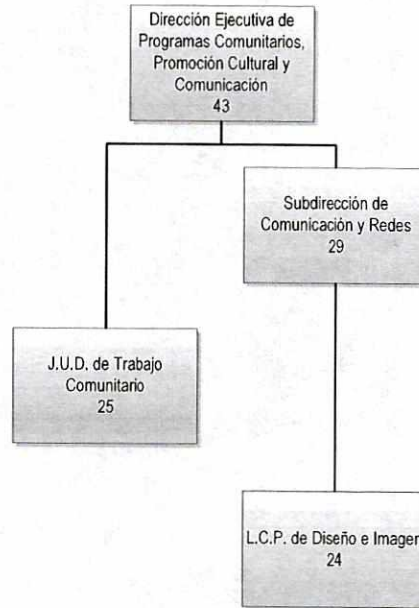 Dirección Ejecutiva de
Programas Comunitarios,
Promoción Cultural y
Comunicación
43
Subdirección de
Comunicación y Redes
29
J.U.D. de Trabajo
Comunitario
25
L.C.P. de Diseño e Imagen
24